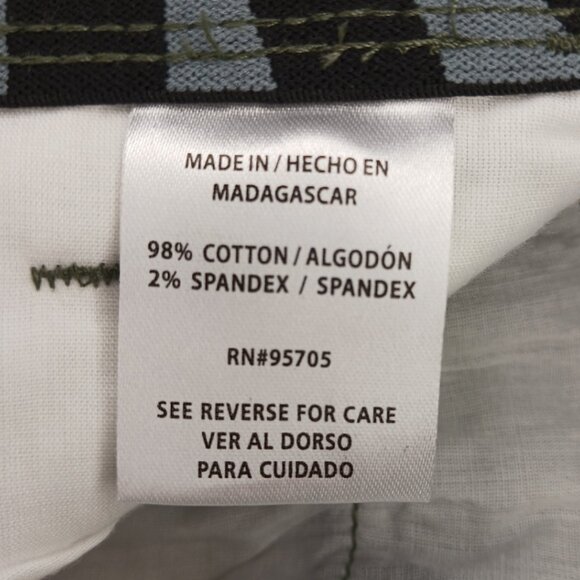 MADE IN / HECHO EN
MADAGASCAR
98% COTTON / ALGODÓN
2% SPANDEX / SPANDEX
RN#95705
SEE REVERSE FOR CARE
VER AL DORSO
PARA CUIDADO